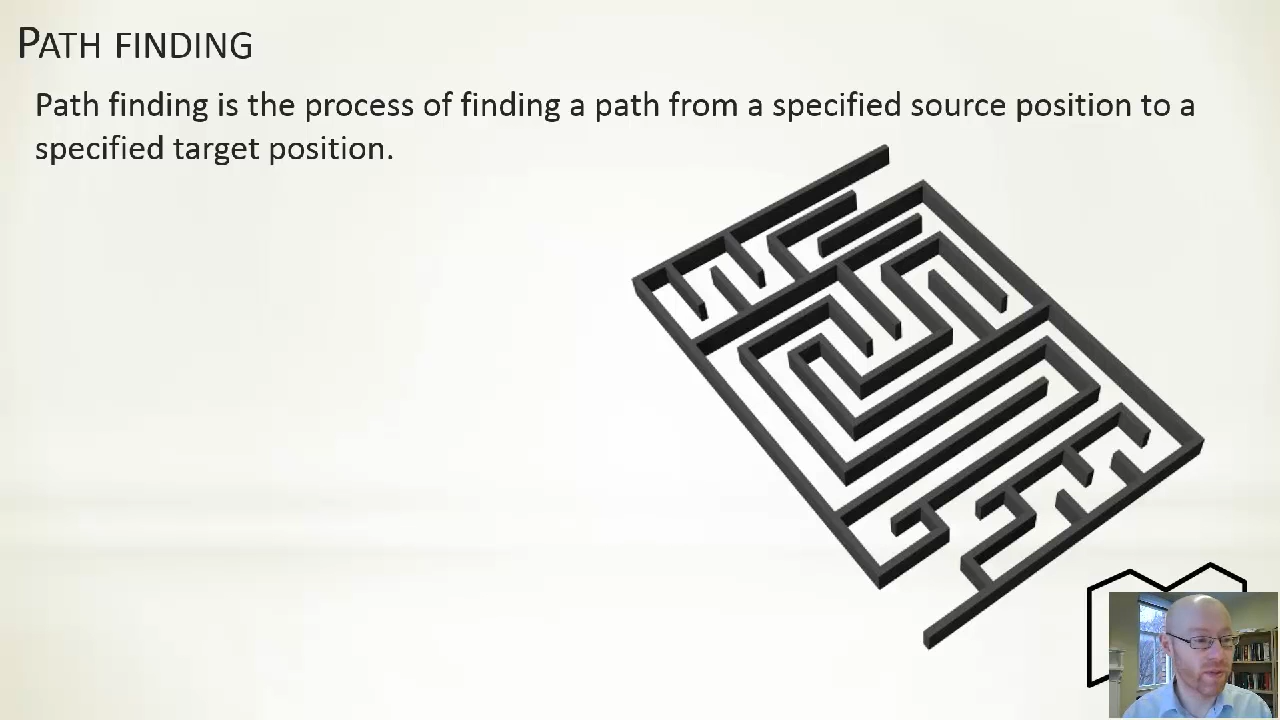 PATH FINDING
Path finding is the process of finding a path from a specified source position to a
specified target position.